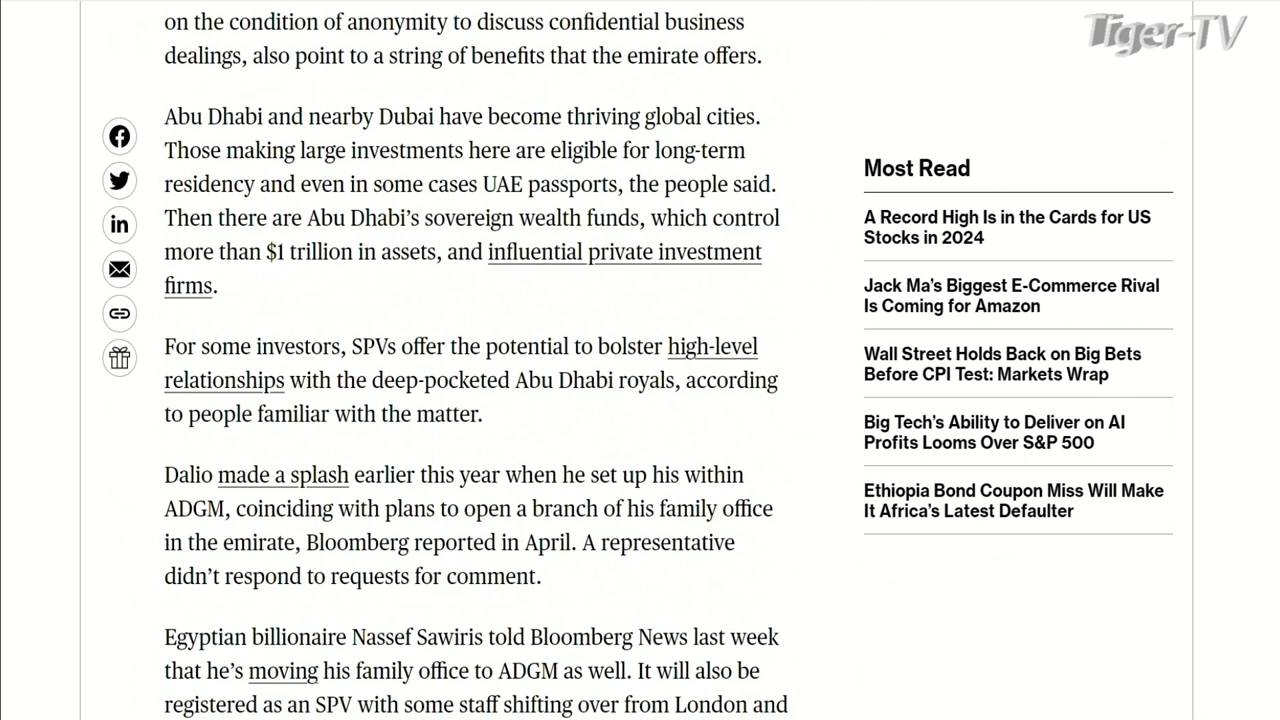 Tiger-TV
on the condition of anonymity to discuss confidential business
dealings, also point to a string of benefits that the emirate offers.
Abu Dhabi and nearby Dubai have become thriving global cities.
Those making large investments here are eligible for long-term
residency and even in some cases UAE passports, the people said.
Then there are Abu Dhabi’s sovereign wealth funds, which control
more than $1 trillion in assets, and influential private investment
firms.
For some investors, SPVs offer the potential to bolster high-level
relationships with the deep-pocketed Abu Dhabi royals, according
to people familiar with the matter.
Dalio made a splash earlier this year when he set up his within
ADGM, coinciding with plans to open a branch of his family office
in the emirate, Bloomberg reported in April. A representative
didn’t respond to requests for comment.
Egyptian billionaire Nassef Sawiris told Bloomberg News last week
that he’s moving his family office to ADGM as well. It will also be
registered as an SPV with some staff shifting over from London and
Most Read
A Record High Is in the Cards for US
Stocks in 2024
Jack Ma’s Biggest E-Commerce Rival
Is Coming for Amazon
Wall Street Holds Back on Big Bets
Before CPI Test: Markets Wrap
Big Tech’s Ability to Deliver on AI
Profits Looms Over S&P 500
Ethiopia Bond Coupon Miss Will Make
It Africa’s Latest Defaulter